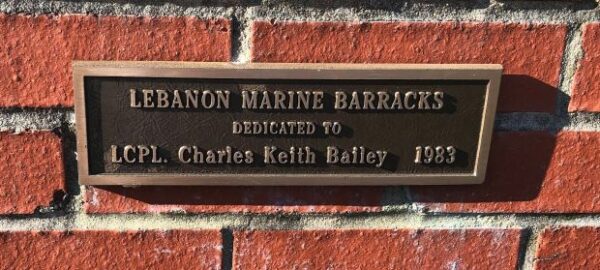 LEBANON MARINE BARRACKS
DEDICATED TO
LCPL. Charles Keith Bailey 1983